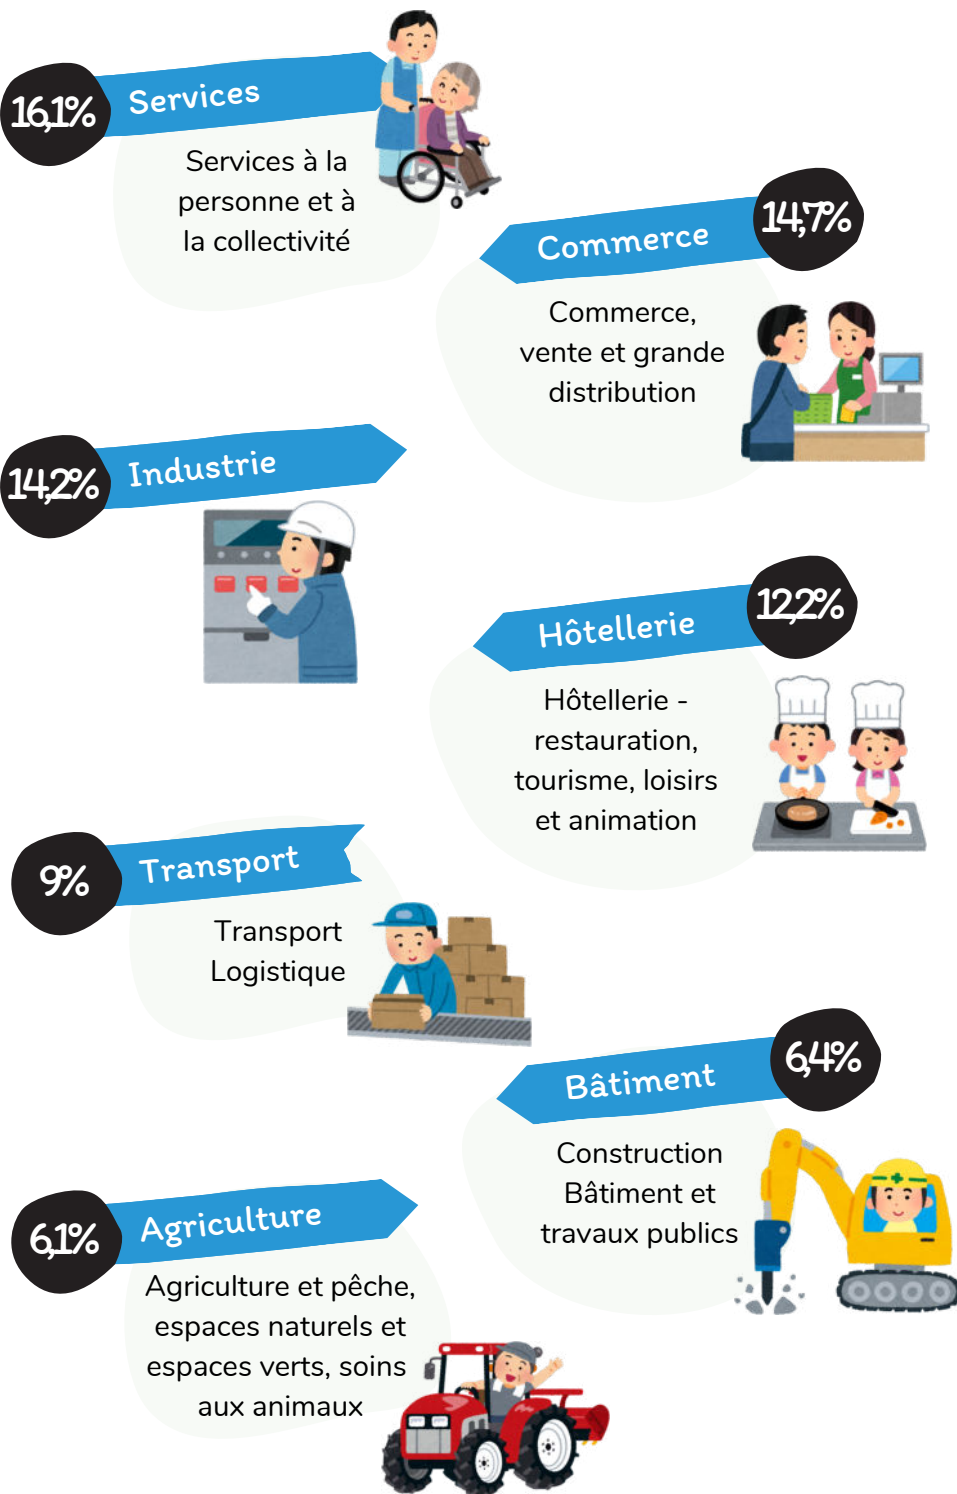 16,1%
Services
Services à la
personne et à
la collectivité
14,7%
Commerce
Commerce,
vente et grande
distribution
14,2%
Industrie
12,2%
Hôtellerie
Hôtellerie -
restauration,
tourisme, loisirs
et animation
9%
Transport
Transport
Logistique
6,4%
Bâtiment
Construction
Bâtiment et
travaux publics
6,1%
Agriculture
Agriculture et pêche,
espaces naturels et
espaces verts, soins
aux animaux